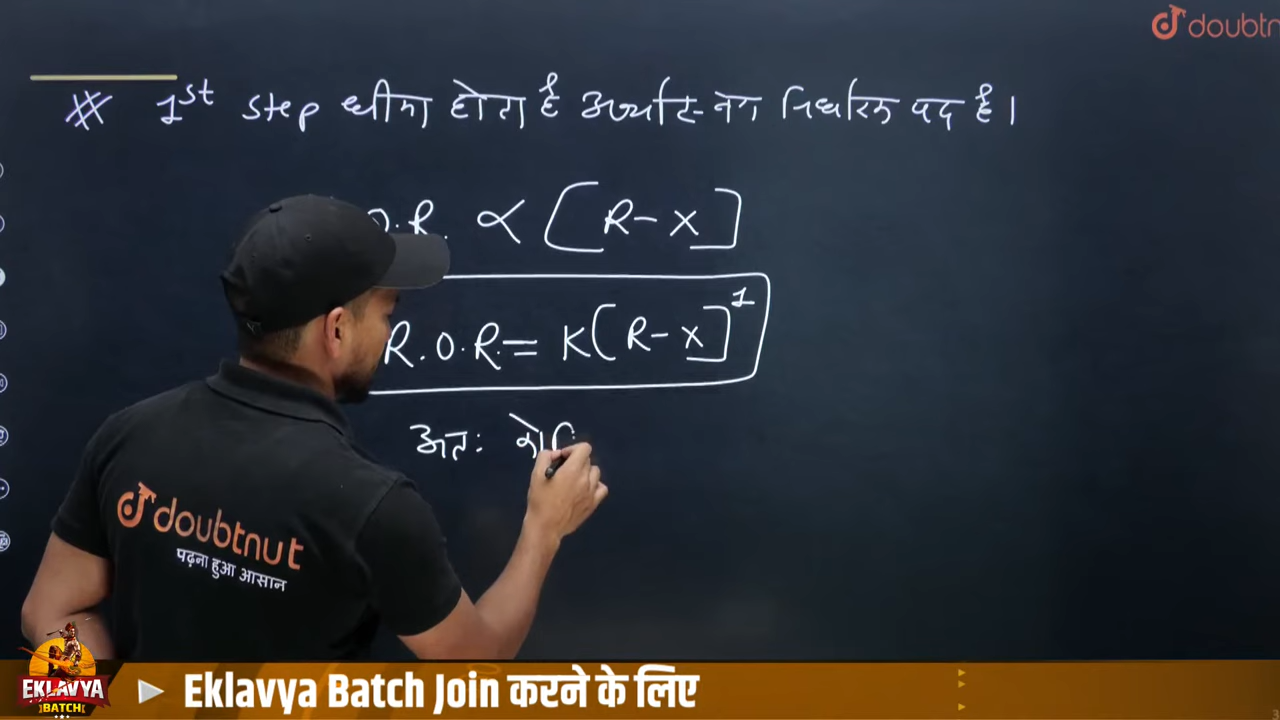 doubtn
# 1st step धीमा होता है अर्थात- वेग निर्धारक पद है।
O.R. ∝ [R-X]
R.O.R. = K[R-X]^1
अतः
doubtnut
पढ़ना हुआ आसान
EKLAVYA
BATCH
Eklavya Batch Join करने के लिए